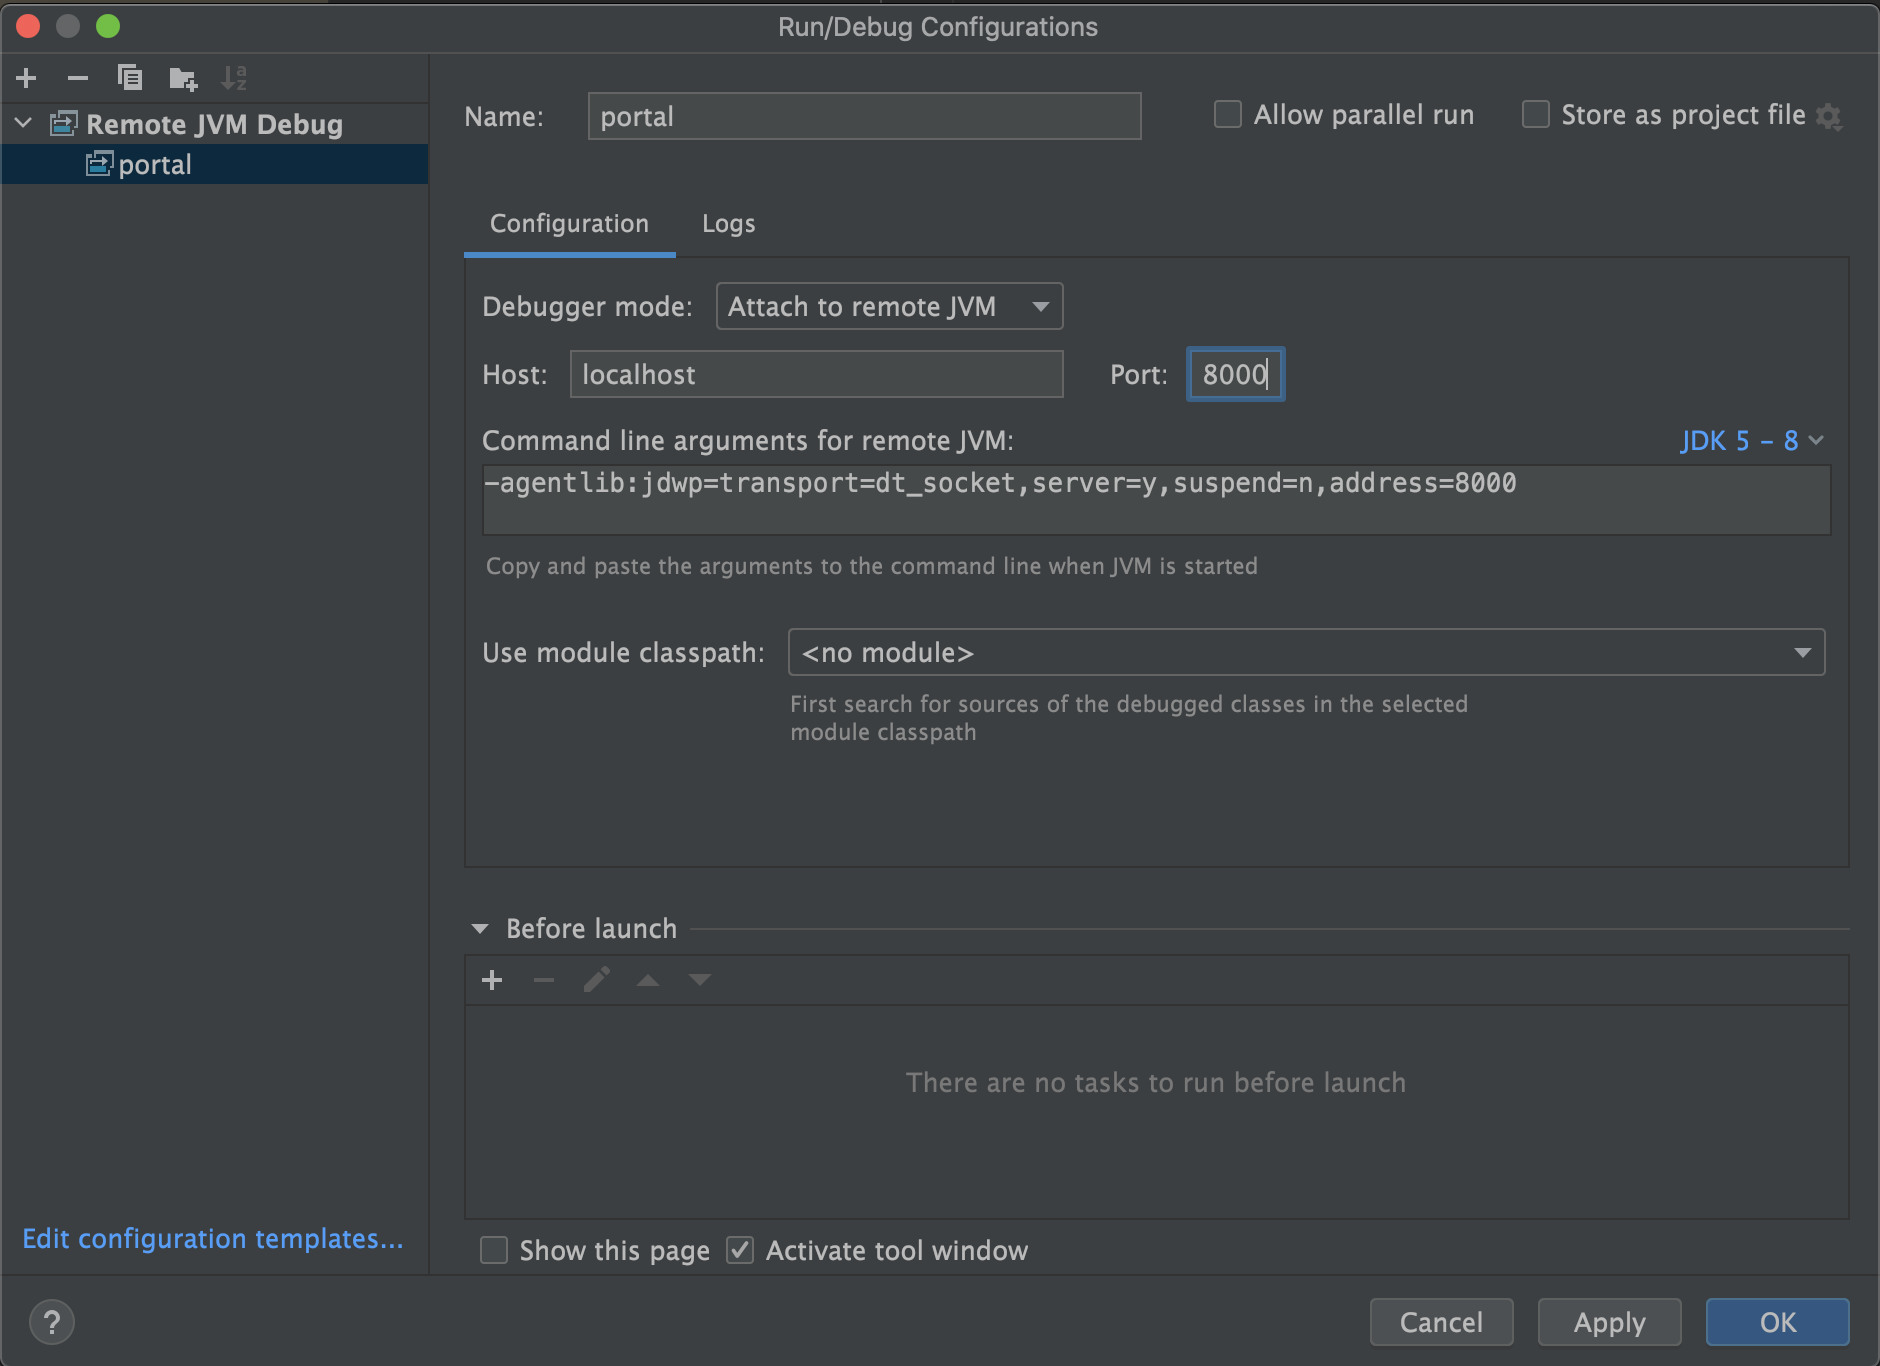 Run/Debug Configurations
Remote JVM Debug
portal
Edit configuration templates...
Name: portal
Allow parallel run
Store as project file
Configuration Logs
Debugger mode: Attach to remote JVM
Host: localhost Port: 8000
Command line arguments for remote JVM: JDK 5 – 8
-agentlib:jdwp=transport=dt_socket,server=y,suspend=n,address=8000
Copy and paste the arguments to the command line when JVM is started
Use module classpath: <no module>
First search for sources of the debugged classes in the selected
module classpath
Before launch
There are no tasks to run before launch
Show this page Activate tool window
? Cancel Apply OK